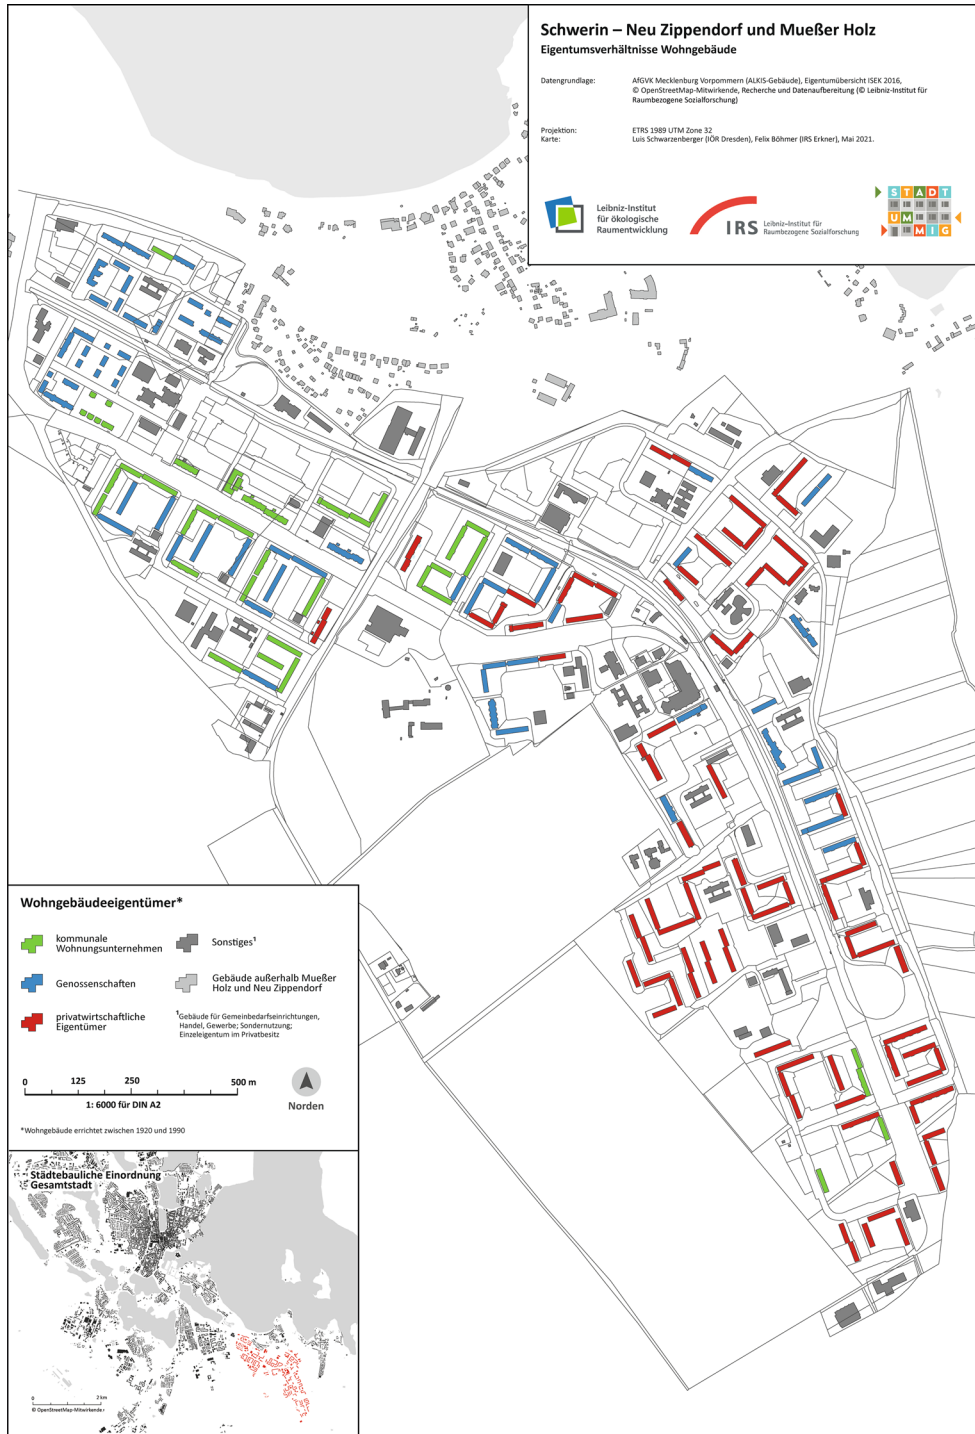 Schwerin – Neu Zippendorf und Mueßer Holz
Eigentumsverhältnisse Wohngebäude
Datengrundlage:
AfGVK Mecklenburg Vorpommern (ALKIS-Gebäude), Eigentumsübersicht ISEK 2016,
© OpenStreetMap-Mitwirkende, Recherche und Datenaufbereitung (© Leibniz-Institut für
Raumbezogene Sozialforschung)
Projektion: ETRS 1989 UTM Zone 32
Karte: Luis Schwarzenberger (IÖR Dresden), Felix Böhmer (IRS Erkner), Mai 2021.
Leibniz-Institut
für ökologische
Raumentwicklung
IRS
Leibniz-Institut für
Raumbezogene Sozialforschung
STADT
UM
MIG
Wohngebäudeeigentümer*
kommunale
Wohnungsunternehmen
Genossenschaften
privatwirtschaftliche
Eigentümer
Sonstiges¹
Gebäude außerhalb Mueßer
Holz und Neu Zippendorf
¹Gebäude für Gemeinbedarfseinrichtungen,
Handel, Gewerbe; Sondernutzung;
Einzeleigentum im Privatbesitz
0 125 250 500 m
1: 6000 für DIN A2
Norden
*Wohngebäude errichtet zwischen 1920 und 1990
Städtebauliche Einordnung
Gesamtstadt
0 2 km
© OpenStreetMap-Mitwirkende